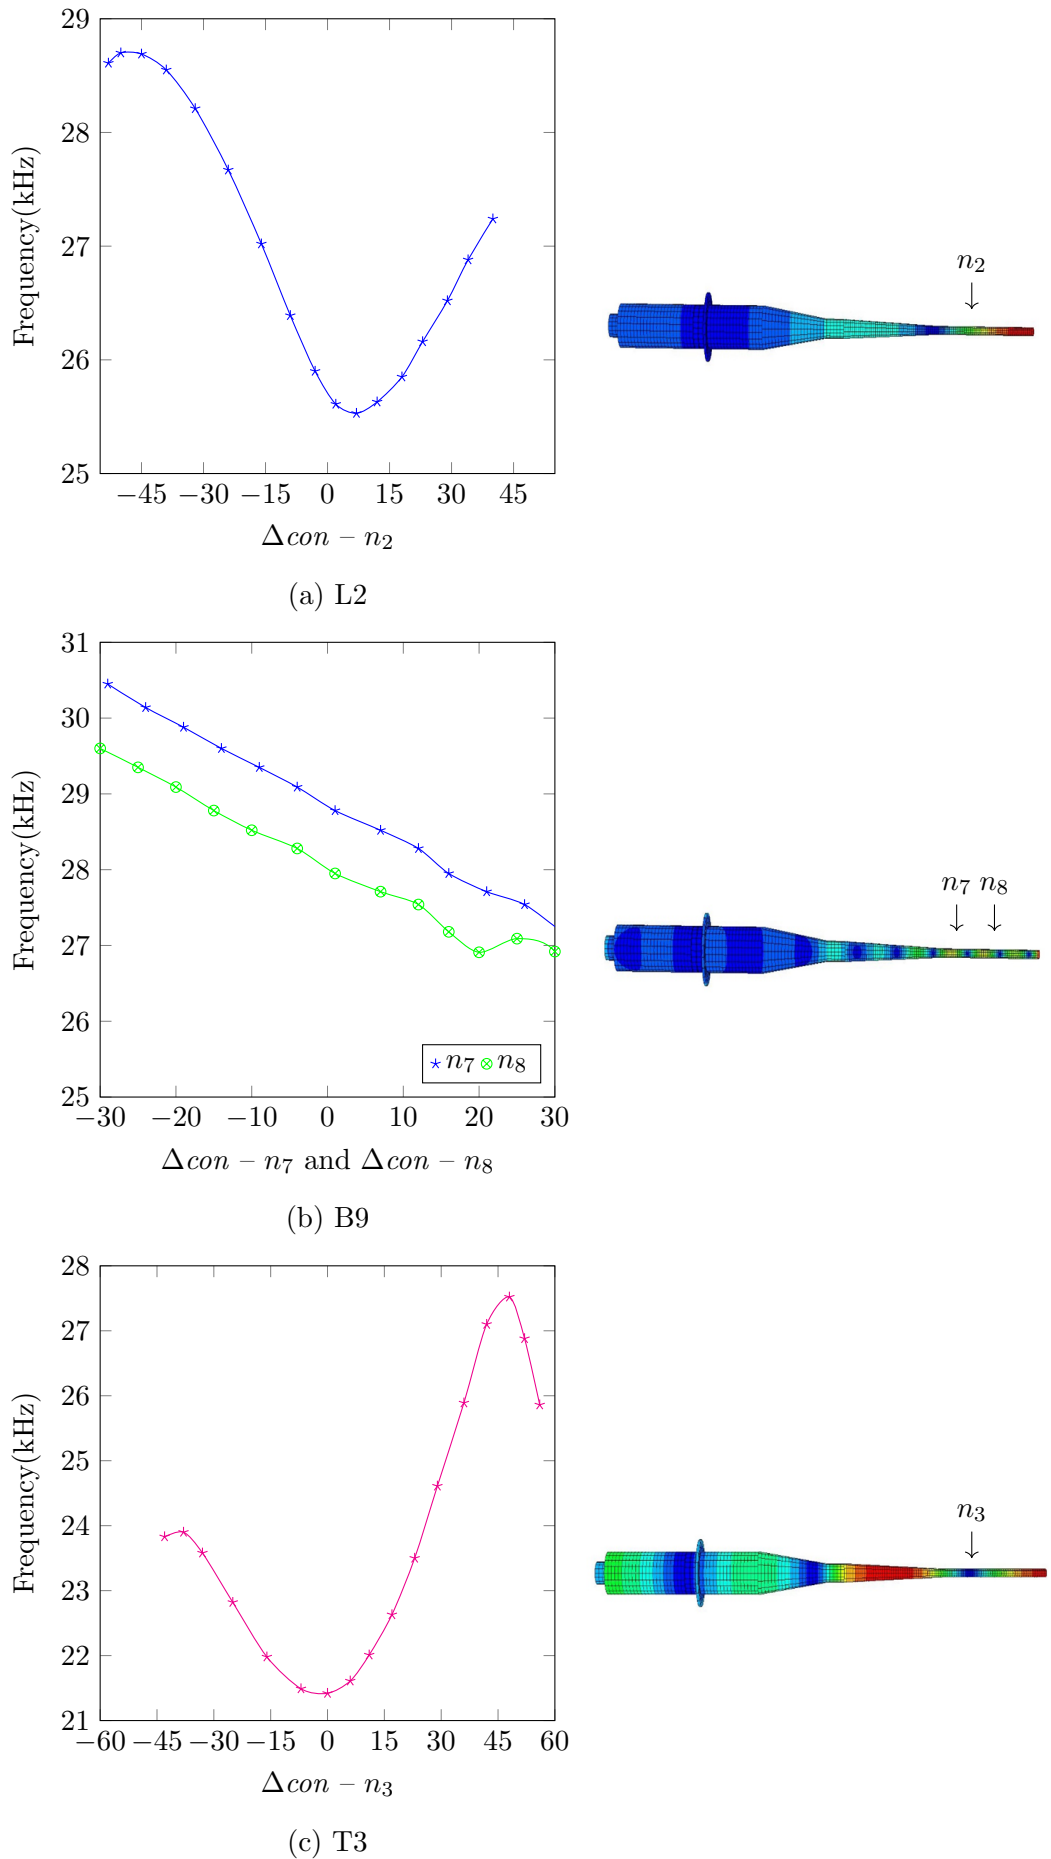 29
28
27
26
25
Frequency(kHz)
−45 −30 −15 0 15 30 45
Δcon – n₂
n₂
(a) L2
31
30
29
28
27
26
25
Frequency(kHz)
n₇ n₈
−30 −20 −10 0 10 20 30
Δcon – n₇ and Δcon – n₈
n₇ n₈
(b) B9
28
27
26
25
24
23
22
21
Frequency(kHz)
−60 −45 −30 −15 0 15 30 45 60
Δcon – n₃
n₃
(c) T3